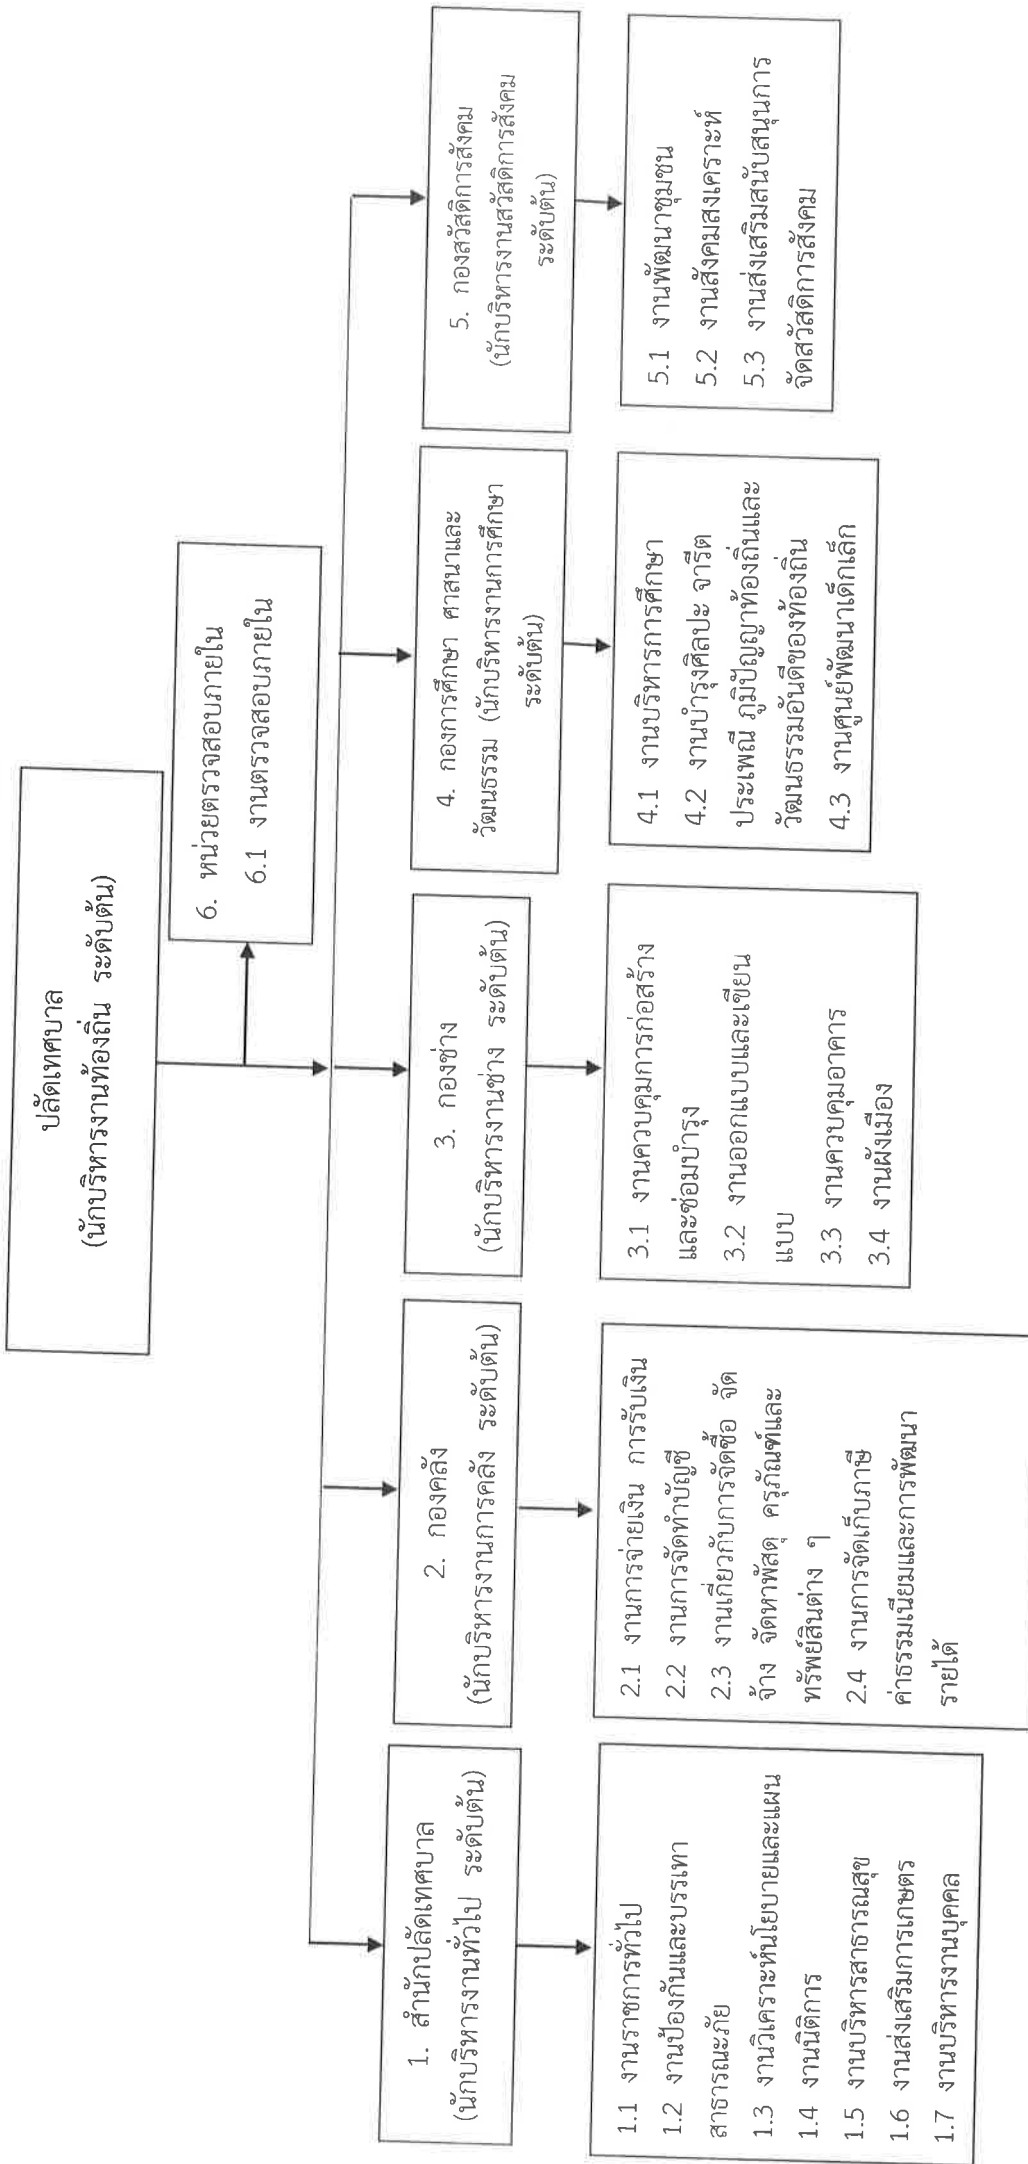 ปลัดเทศบาล
(นักบริหารงานท้องถิ่น ระดับต้น)
6. หน่วยตรวจสอบภายใน
6.1 งานตรวจสอบภายใน
1. สำนักปลัดเทศบาล
(นักบริหารงานทั่วไป ระดับต้น)
1.1 งานราชการทั่วไป
1.2 งานป้องกันและบรรเทา
สาธารณะภัย
1.3 งานวิเคราะห์นโยบายและแผน
1.4 งานนิติการ
1.5 งานบริหารสาธารณสุข
1.6 งานส่งเสริมการเกษตร
1.7 งานบริหารงานบุคคล
2. กองคลัง
(นักบริหารงานการคลัง ระดับต้น)
2.1 งานการจ่ายเงิน การรับเงิน
2.2 งานการจัดทำบัญชี
2.3 งานเกี่ยวกับการจัดซื้อ จัด
จ้าง จัดหาพัสดุ ครุภัณฑ์และ
ทรัพย์สินต่าง ๆ
2.4 งานการจัดเก็บภาษี
ค่าธรรมเนียมและการพัฒนา
รายได้
3. กองช่าง
(นักบริหารงานช่าง ระดับต้น)
3.1 งานควบคุมการก่อสร้าง
และซ่อมบำรุง
3.2 งานออกแบบและเขียน
แบบ
3.3 งานควบคุมอาคาร
3.4 งานผังเมือง
4. กองการศึกษา ศาสนาและ
วัฒนธรรม (นักบริหารงานการศึกษา
ระดับต้น)
4.1 งานบริหารการศึกษา
4.2 งานบำรุงศิลปะ จารีต
ประเพณี ภูมิปัญญาท้องถิ่นและ
วัฒนธรรมอันดีของท้องถิ่น
4.3 งานศูนย์พัฒนาเด็กเล็ก
5. กองสวัสดิการสังคม
(นักบริหารงานสวัสดิการสังคม
ระดับต้น)
5.1 งานพัฒนาชุมชน
5.2 งานสังคมสงเคราะห์
5.3 งานส่งเสริมสนับสนุนการ
จัดสวัสดิการสังคม